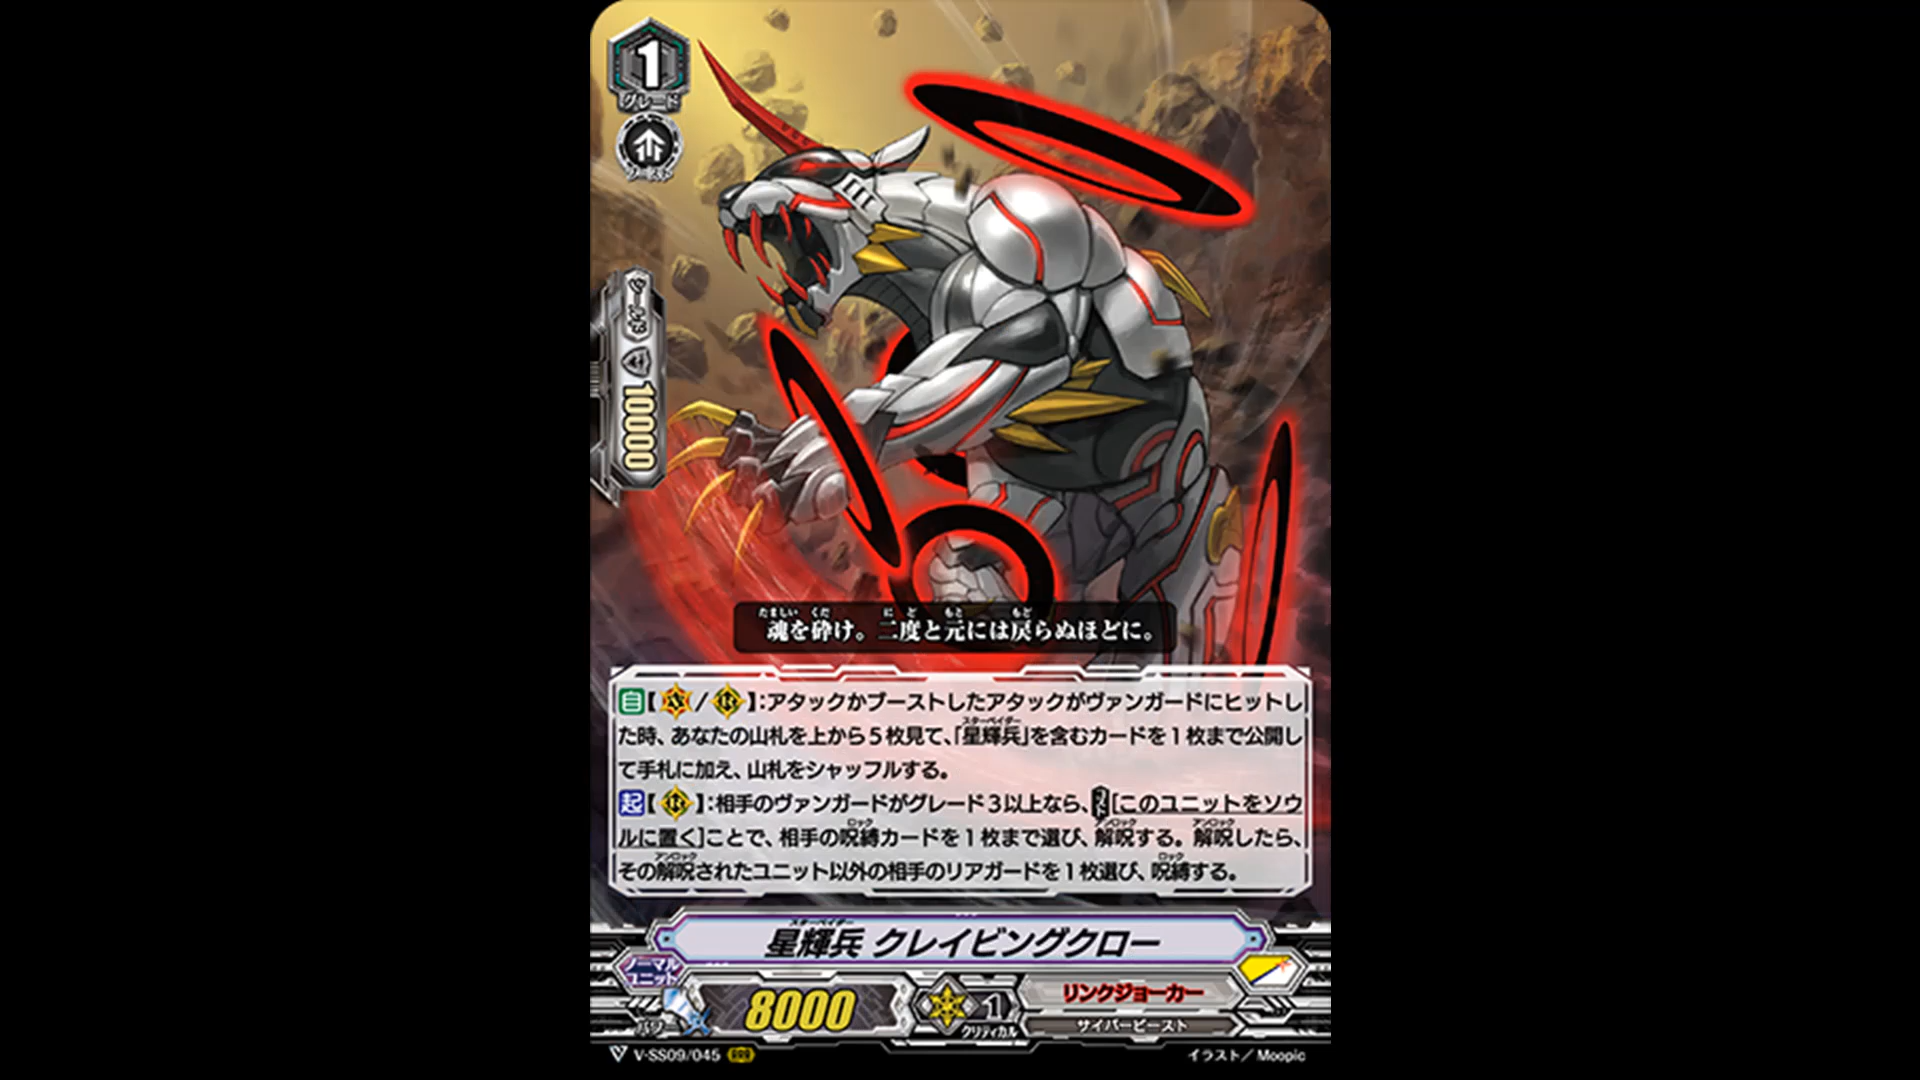 1
グレード
ブースト
シールド
10000
魂を砕け。二度と元には戻らぬほどに。
自【V/R】:アタックかブーストしたアタックがヴァンガードにヒットし
た時、あなたの山札を上から5枚見て、「星輝兵」を含むカードを1枚まで公開し
て手札に加え、山札をシャッフルする。
起【R】:相手のヴァンガードがグレード3以上なら、コスト[このユニットをソウ
ルに置く]ことで、相手の呪縛カードを1枚まで選び、解呪する。解呪したら、
その解呪されたユニット以外の相手のリアガードを1枚選び、呪縛する。
星輝兵 クレイビングクロー
ノーマル
ユニット
パワー
8000
1
クリティカル
リンクジョーカー
サイバービースト
V-SS09/045 RRR
イラスト/Moopic